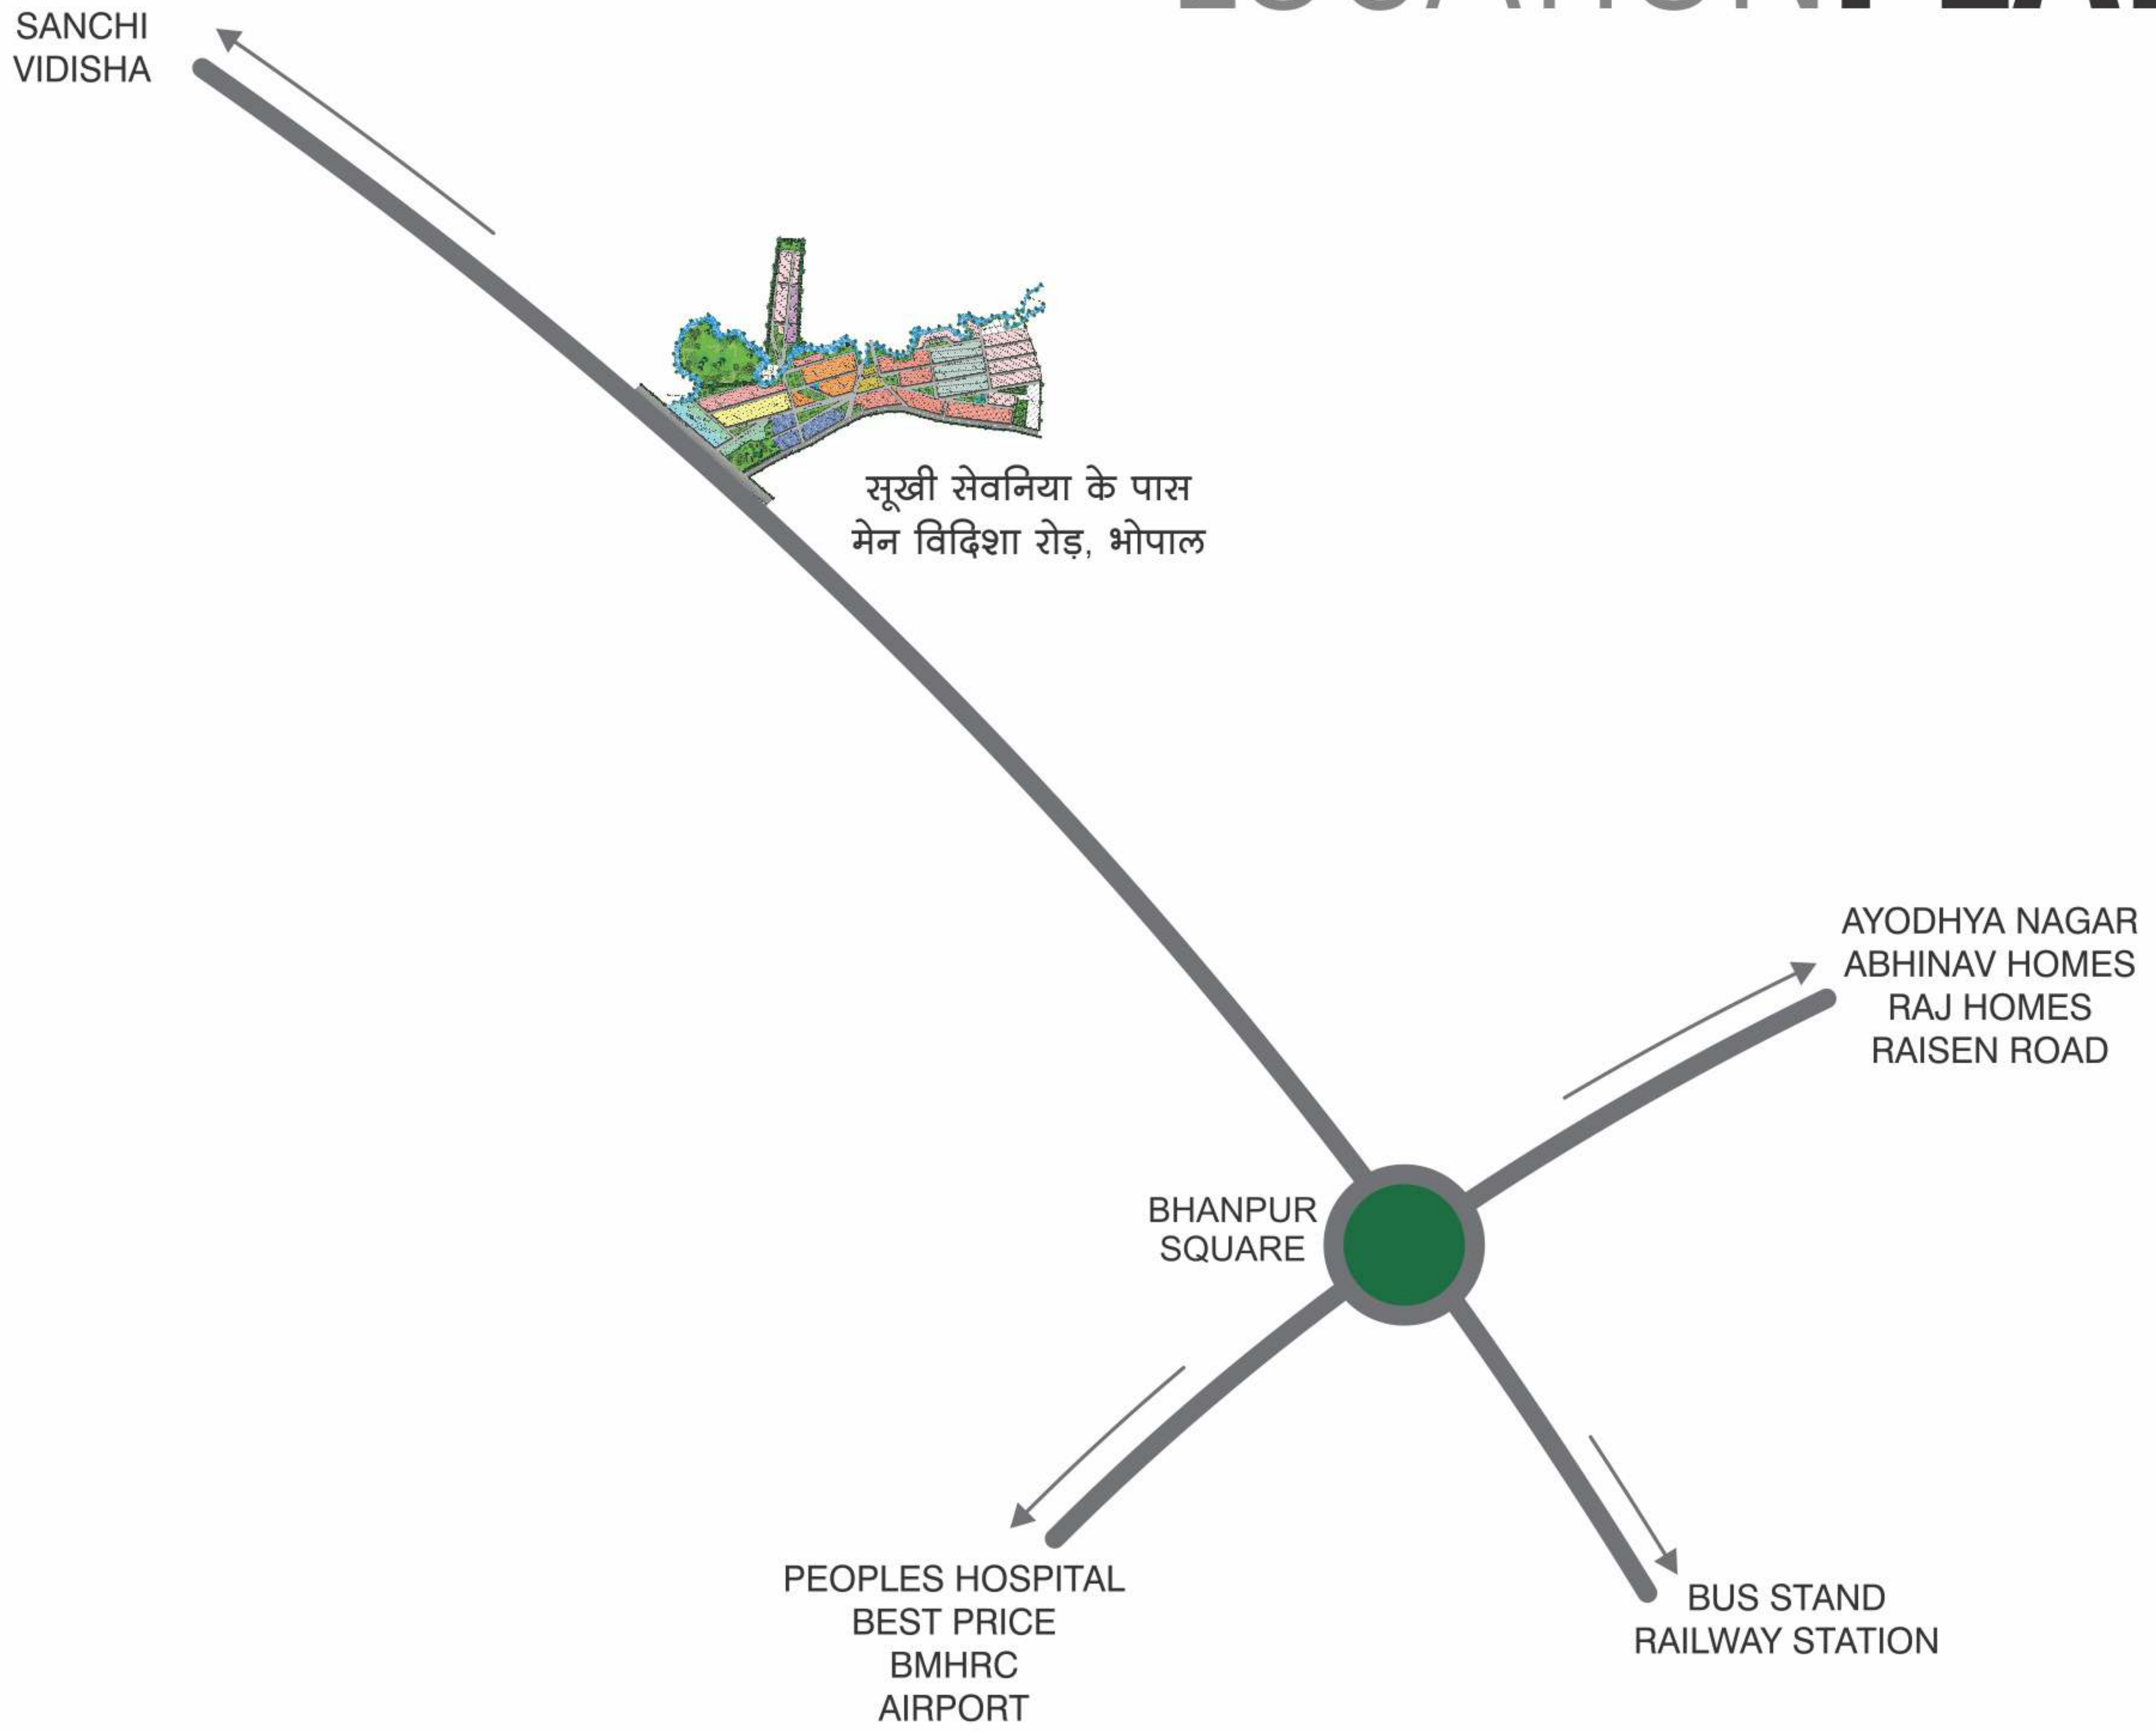 SANCHI
VIDISHA
सूखी सेवनिया के पास
मेन विदिशा रोड़, भोपाल
AYODHYA NAGAR
ABHINAV HOMES
RAJ HOMES
RAISEN ROAD
BHANPUR
SQUARE
PEOPLES HOSPITAL
BEST PRICE
BMHRC
AIRPORT
BUS STAND
RAILWAY STATION